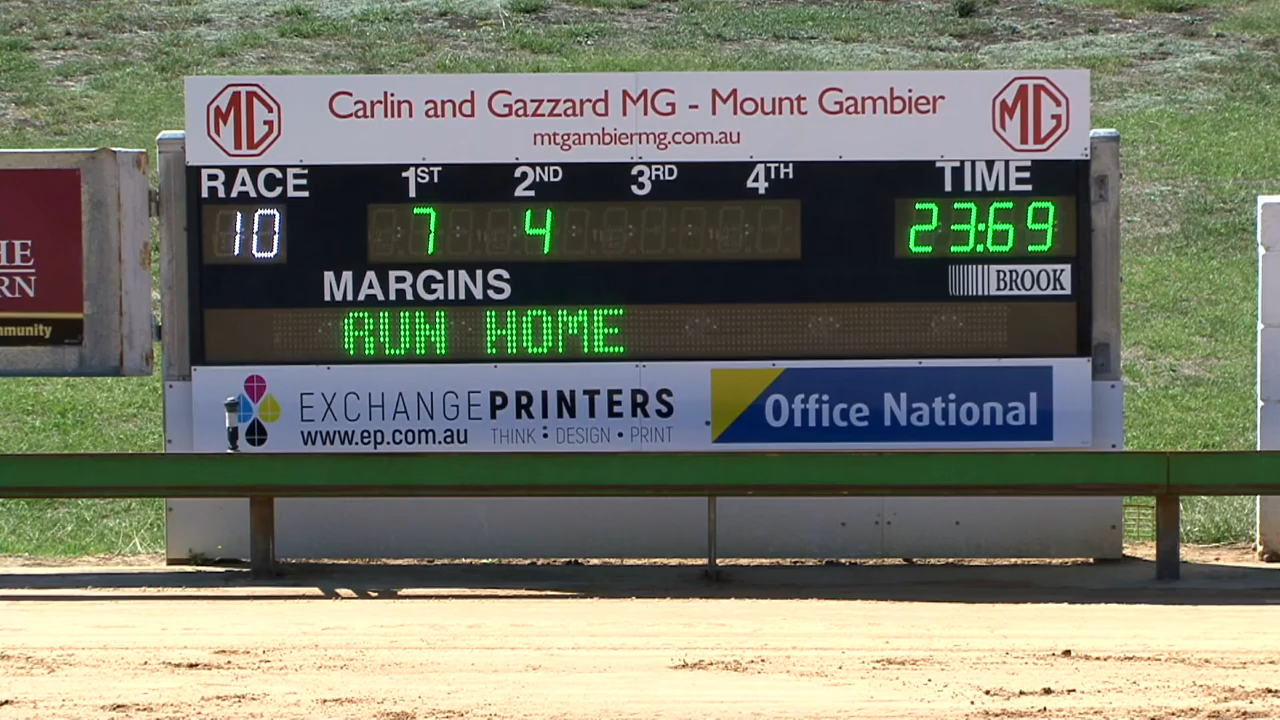 MG Carlin and Gazzard MG - Mount Gambier MG
mtgambiermg.com.au
RACE 1ST 2ND 3RD 4TH TIME
10 7 4 23.69
MARGINS BROOK
RUN HOME
EXCHANGEPRINTERS
www.ep.com.au THINK : DESIGN • PRINT
Office National
HE
RN
mmunity